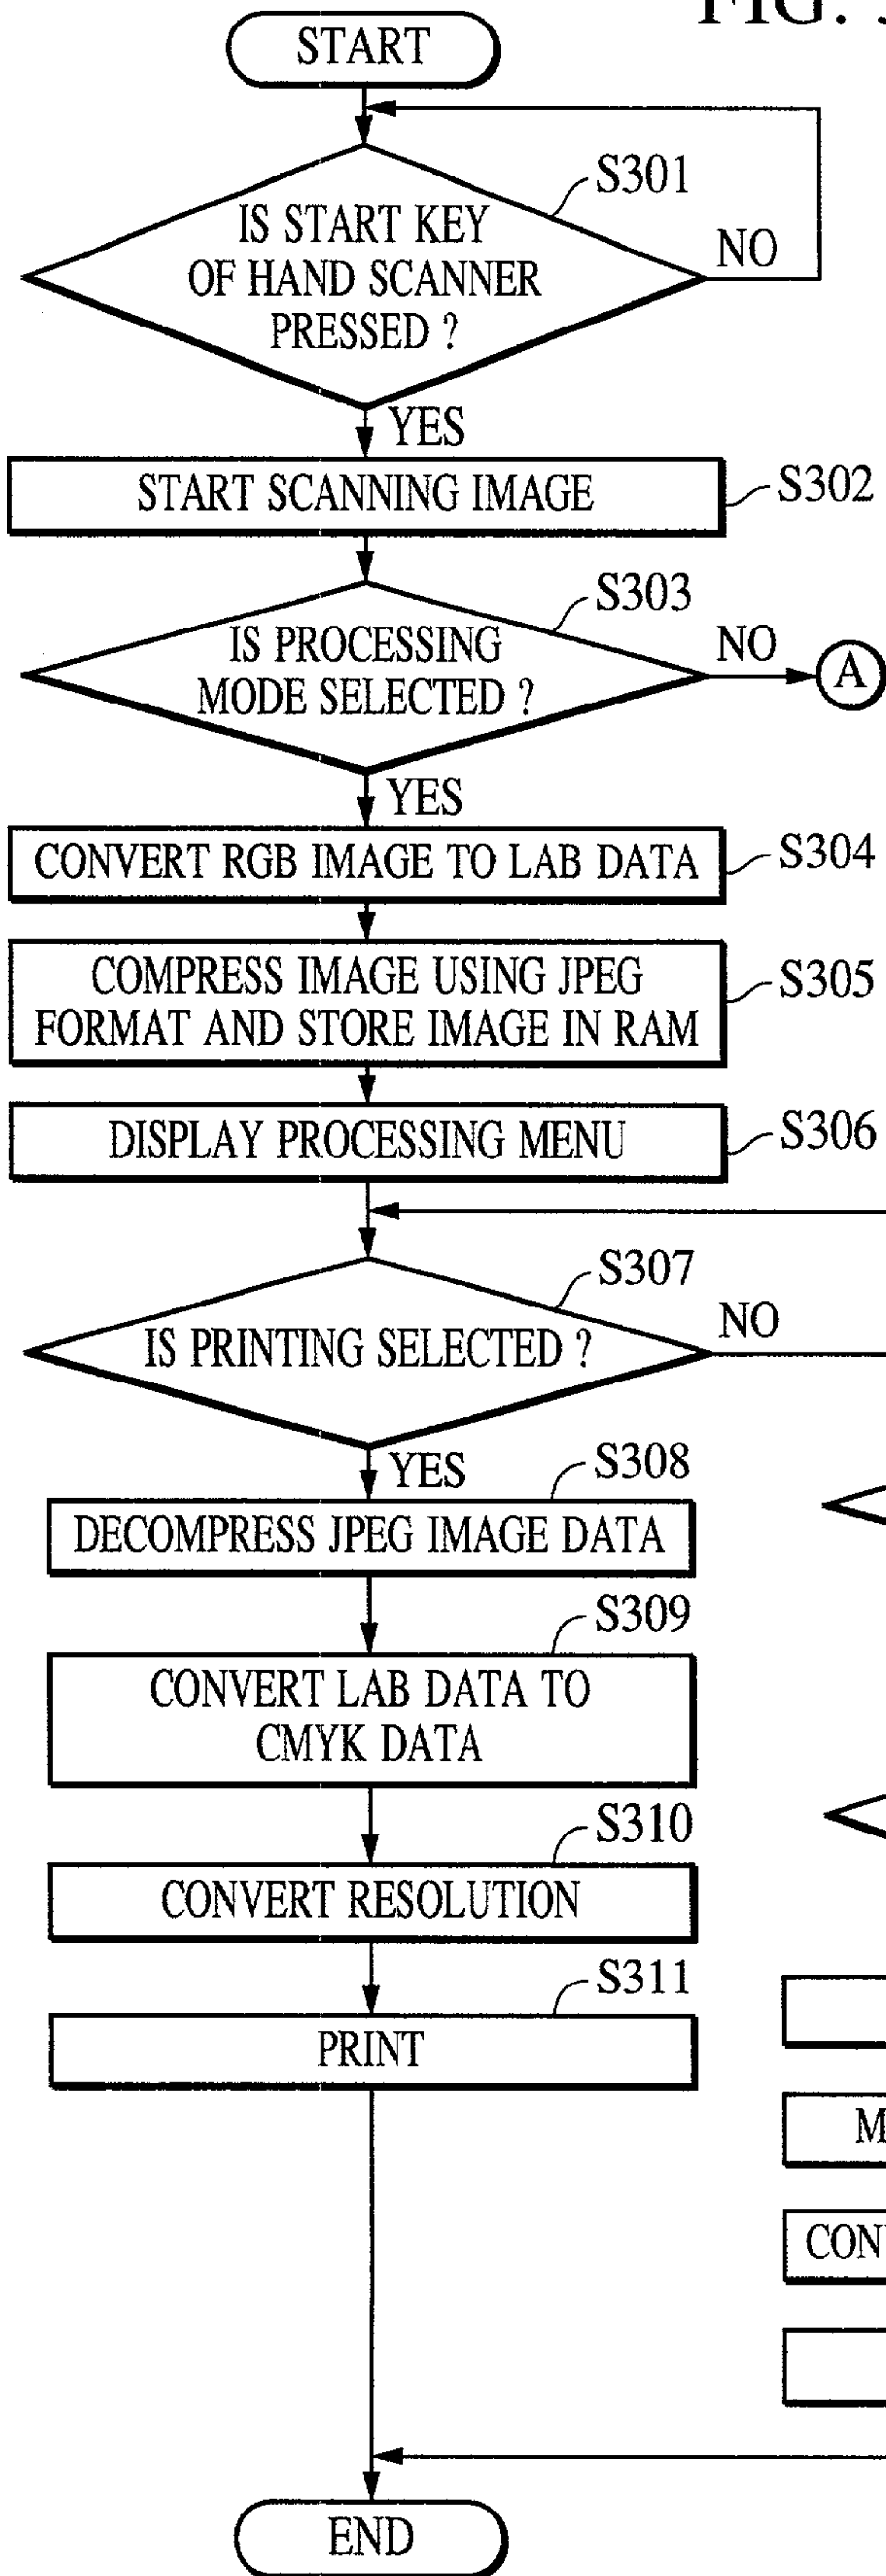 FIG.
START
S301
IS START KEY
OF HAND SCANNER
PRESSED ?
NO
YES
START SCANNING IMAGE
S302
S303
IS PROCESSING
MODE SELECTED ?
NO
A
YES
CONVERT RGB IMAGE TO LAB DATA
S304
COMPRESS IMAGE USING JPEG
FORMAT AND STORE IMAGE IN RAM
S305
DISPLAY PROCESSING MENU
S306
S307
IS PRINTING SELECTED ?
NO
YES
S308
DECOMPRESS JPEG IMAGE DATA
S309
CONVERT LAB DATA TO
CMYK DATA
S310
CONVERT RESOLUTION
S311
PRINT
END